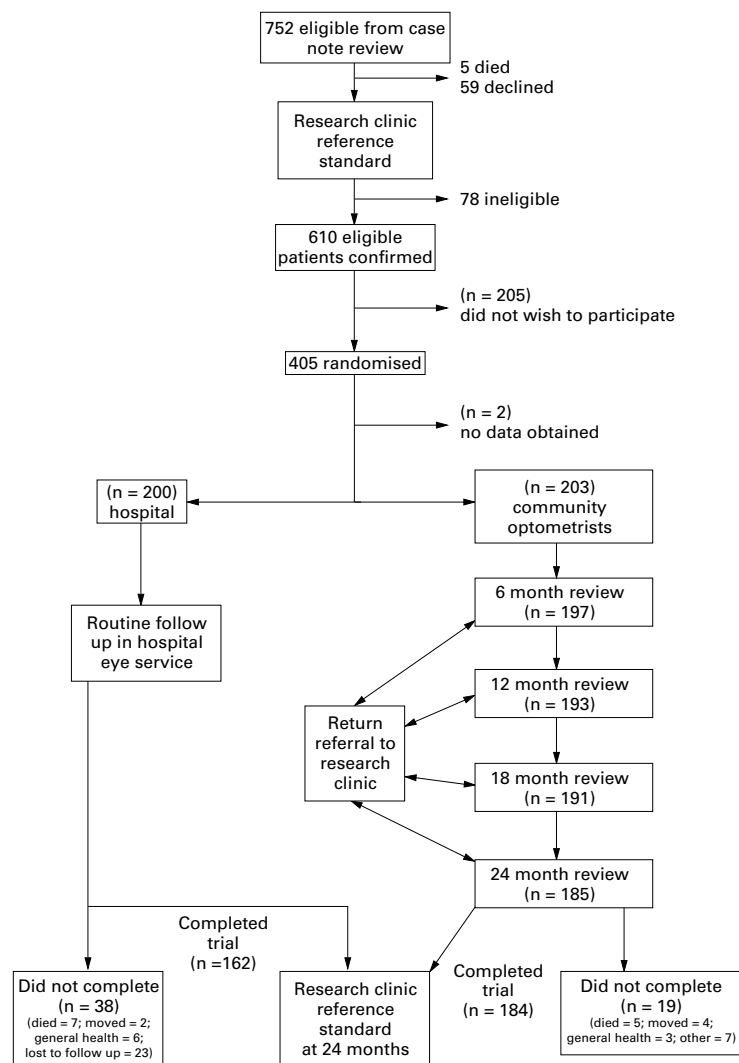 752 eligible from case
note review
5 died
59 declined
Research clinic
reference
standard
78 ineligible
610 eligible
patients confirmed
(n = 205)
did not wish to participate
405 randomised
(n = 2)
no data obtained
(n = 200)
hospital
(n = 203)
community
optometrists
6 month review
(n = 197)
Routine follow
up in hospital
eye service
12 month review
(n = 193)
Return
referral to
research
clinic
18 month review
(n = 191)
24 month review
(n = 185)
Completed
trial
(n =162)
Completed
trial
(n = 184)
Did not complete
(n = 38)
(died = 7; moved = 2;
general health = 6;
lost to follow up = 23)
Research clinic
reference
standard
at 24 months
Did not complete
(n = 19)
(died = 5; moved = 4;
general health = 3; other = 7)